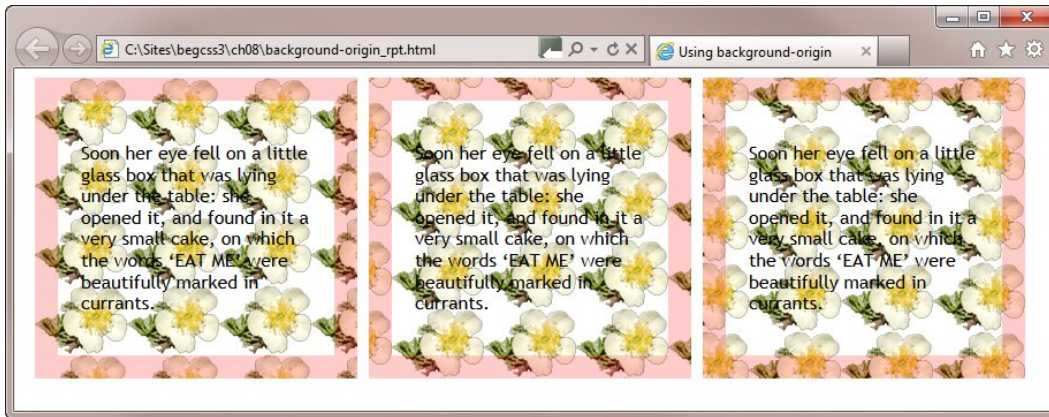 C:\Sites\begcss3\ch08\background-origin_rpt.html
Using background-origin
Soon her eye fell on a little
glass box that was lying
under the table: she
opened it, and found in it a
very small cake, on which
the words ‘EAT ME’ were
beautifully marked in
currants.
Soon her eye fell on a little
glass box that was lying
under the table: she
opened it, and found in it a
very small cake, on which
the words ‘EAT ME’ were
beautifully marked in
currants.
Soon her eye fell on a little
glass box that was lying
under the table: she
opened it, and found in it a
very small cake, on which
the words ‘EAT ME’ were
beautifully marked in
currants.